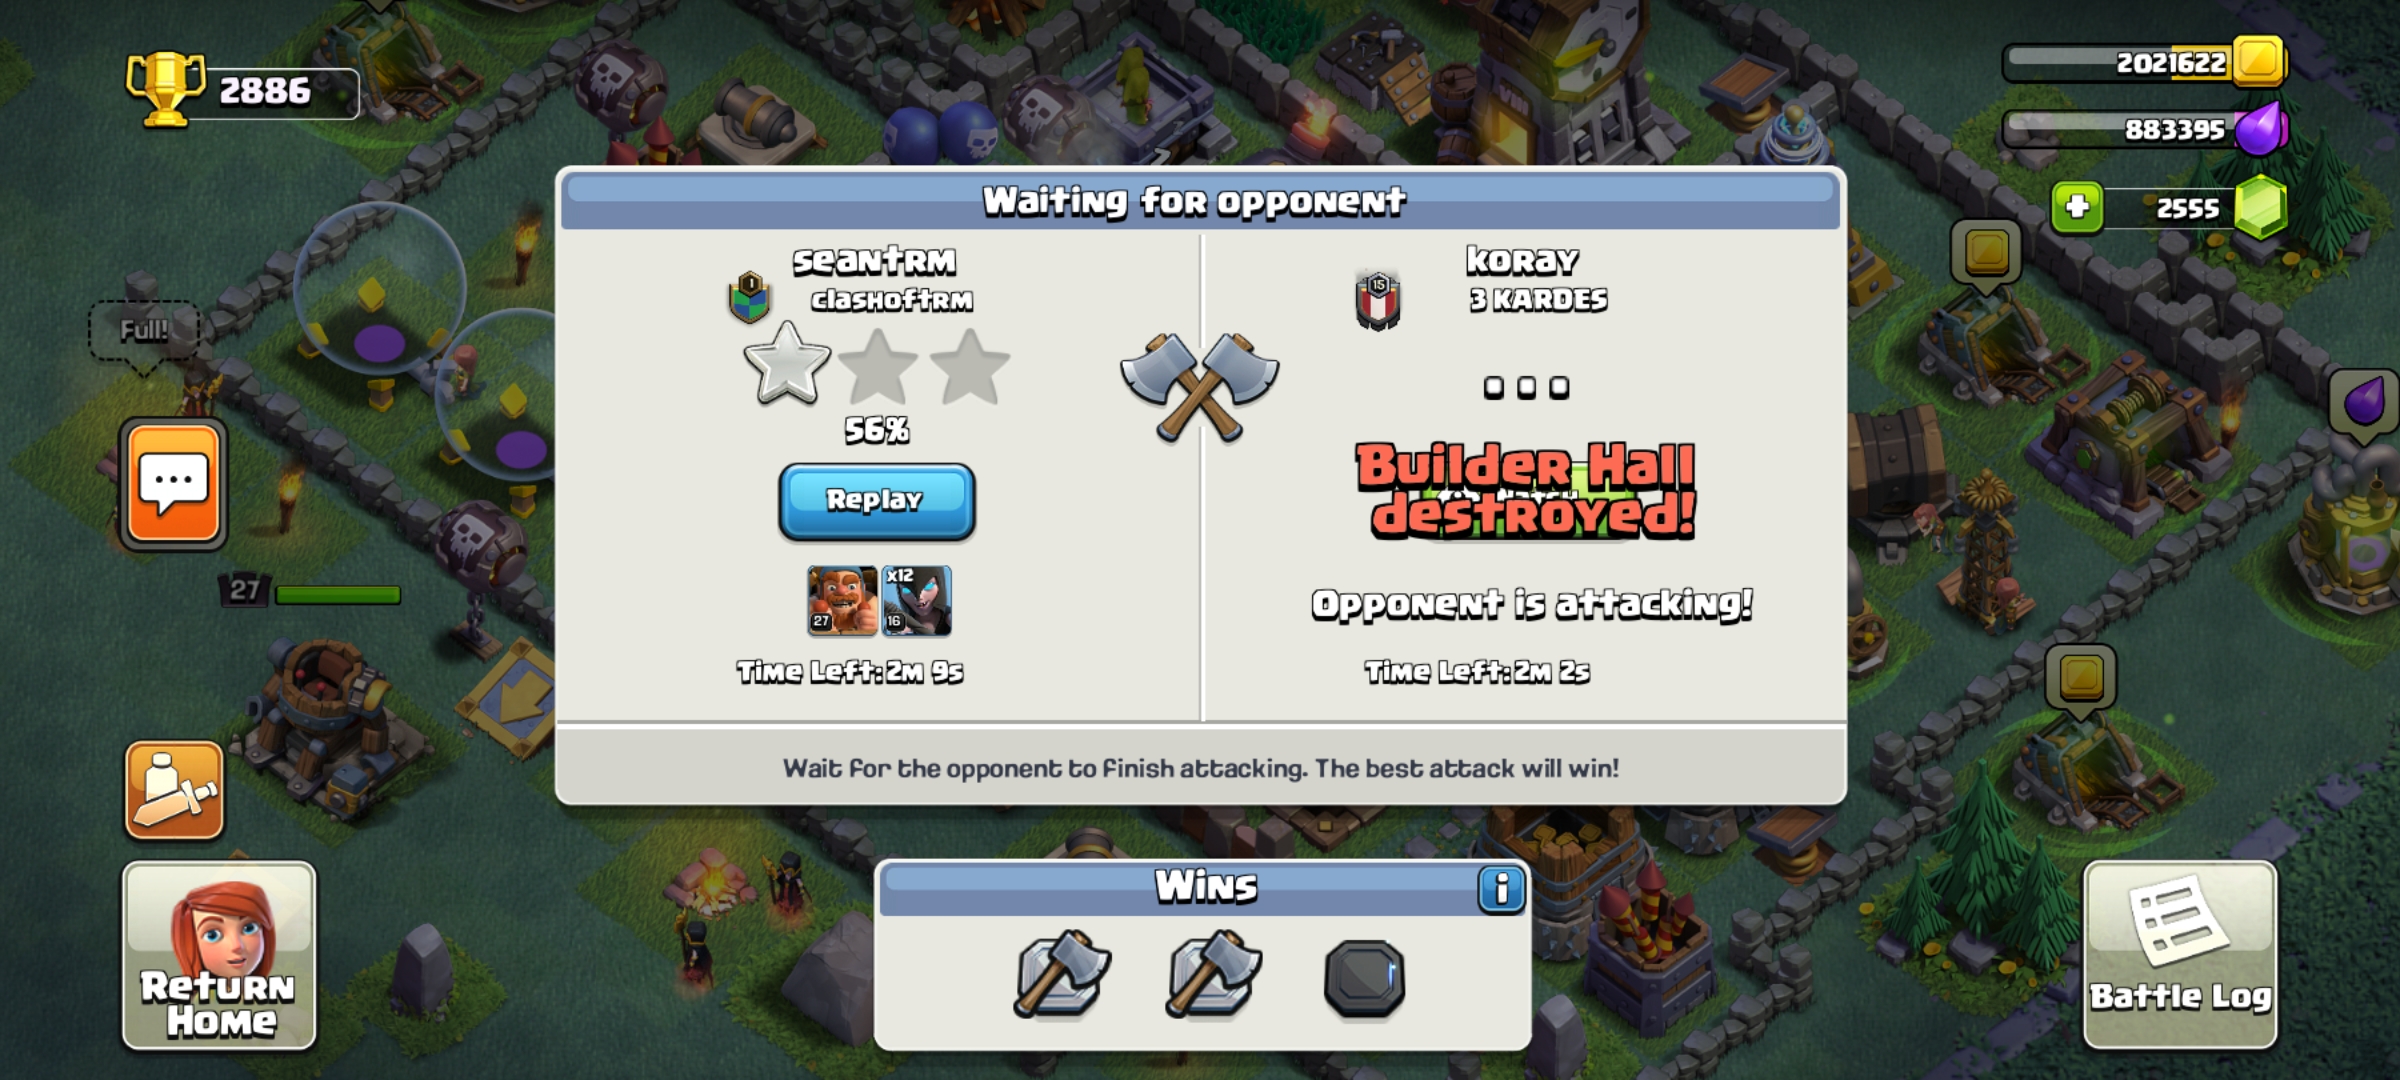 2886
2021622
883395
2555
Full!
27
Waiting for opponent
seantrm
1
clashoftrm
56%
Replay
x12
27
16
Time Left:2m 9s
koray
15
3 KARDES
Builder Hall
destroyed!
Opponent is attacking!
Time Left:2m 2s
Wait for the opponent to finish attacking. The best attack will win!
Wins
i
Return
Home
Battle Log